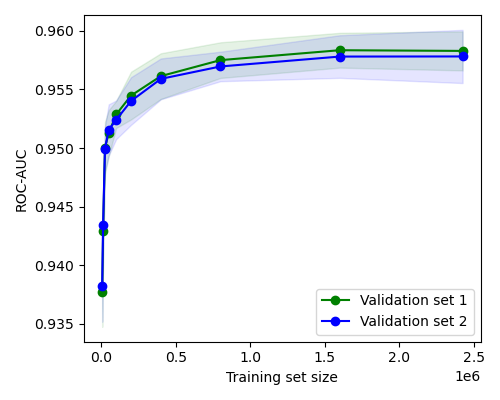 0.960
0.955
0.950
0.945
0.940
0.935
ROC-AUC
0.0 0.5 1.0 1.5 2.0 2.5
1e6
Training set size
Validation set 1
Validation set 2